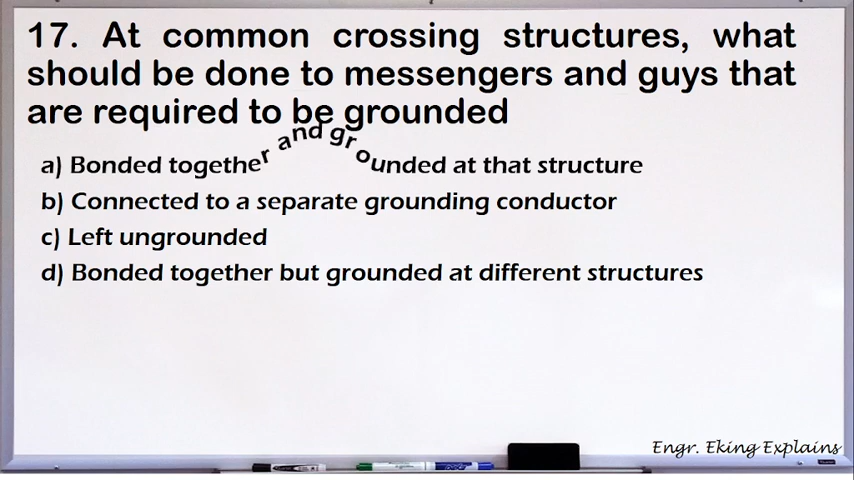 17. At common crossing structures, what
should be done to messengers and guys that
are required to be grounded
a) Bonded together and grounded at that structure
b) Connected to a separate grounding conductor
c) Left ungrounded
d) Bonded together but grounded at different structures
Engr. Eking Explains